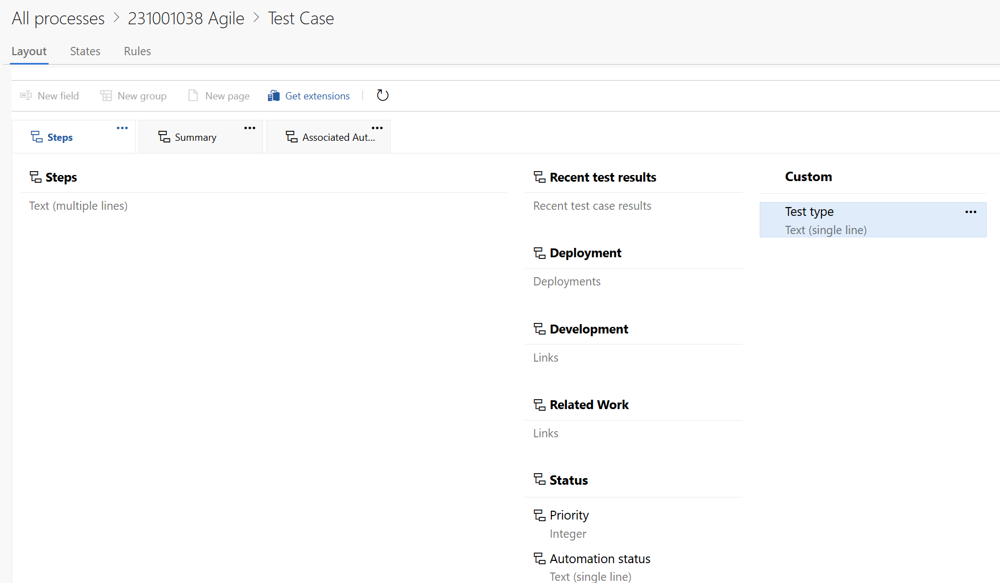 All processes > 231001038 Agile > Test Case
Layout States Rules
New field New group New page Get extensions
Steps ... Summary ... Associated Aut... ...
Steps
Text (multiple lines)
Recent test results
Recent test case results
Deployment
Deployments
Development
Links
Related Work
Links
Status
Priority
Integer
Automation status
Text (single line)
Custom
Test type ...
Text (single line)